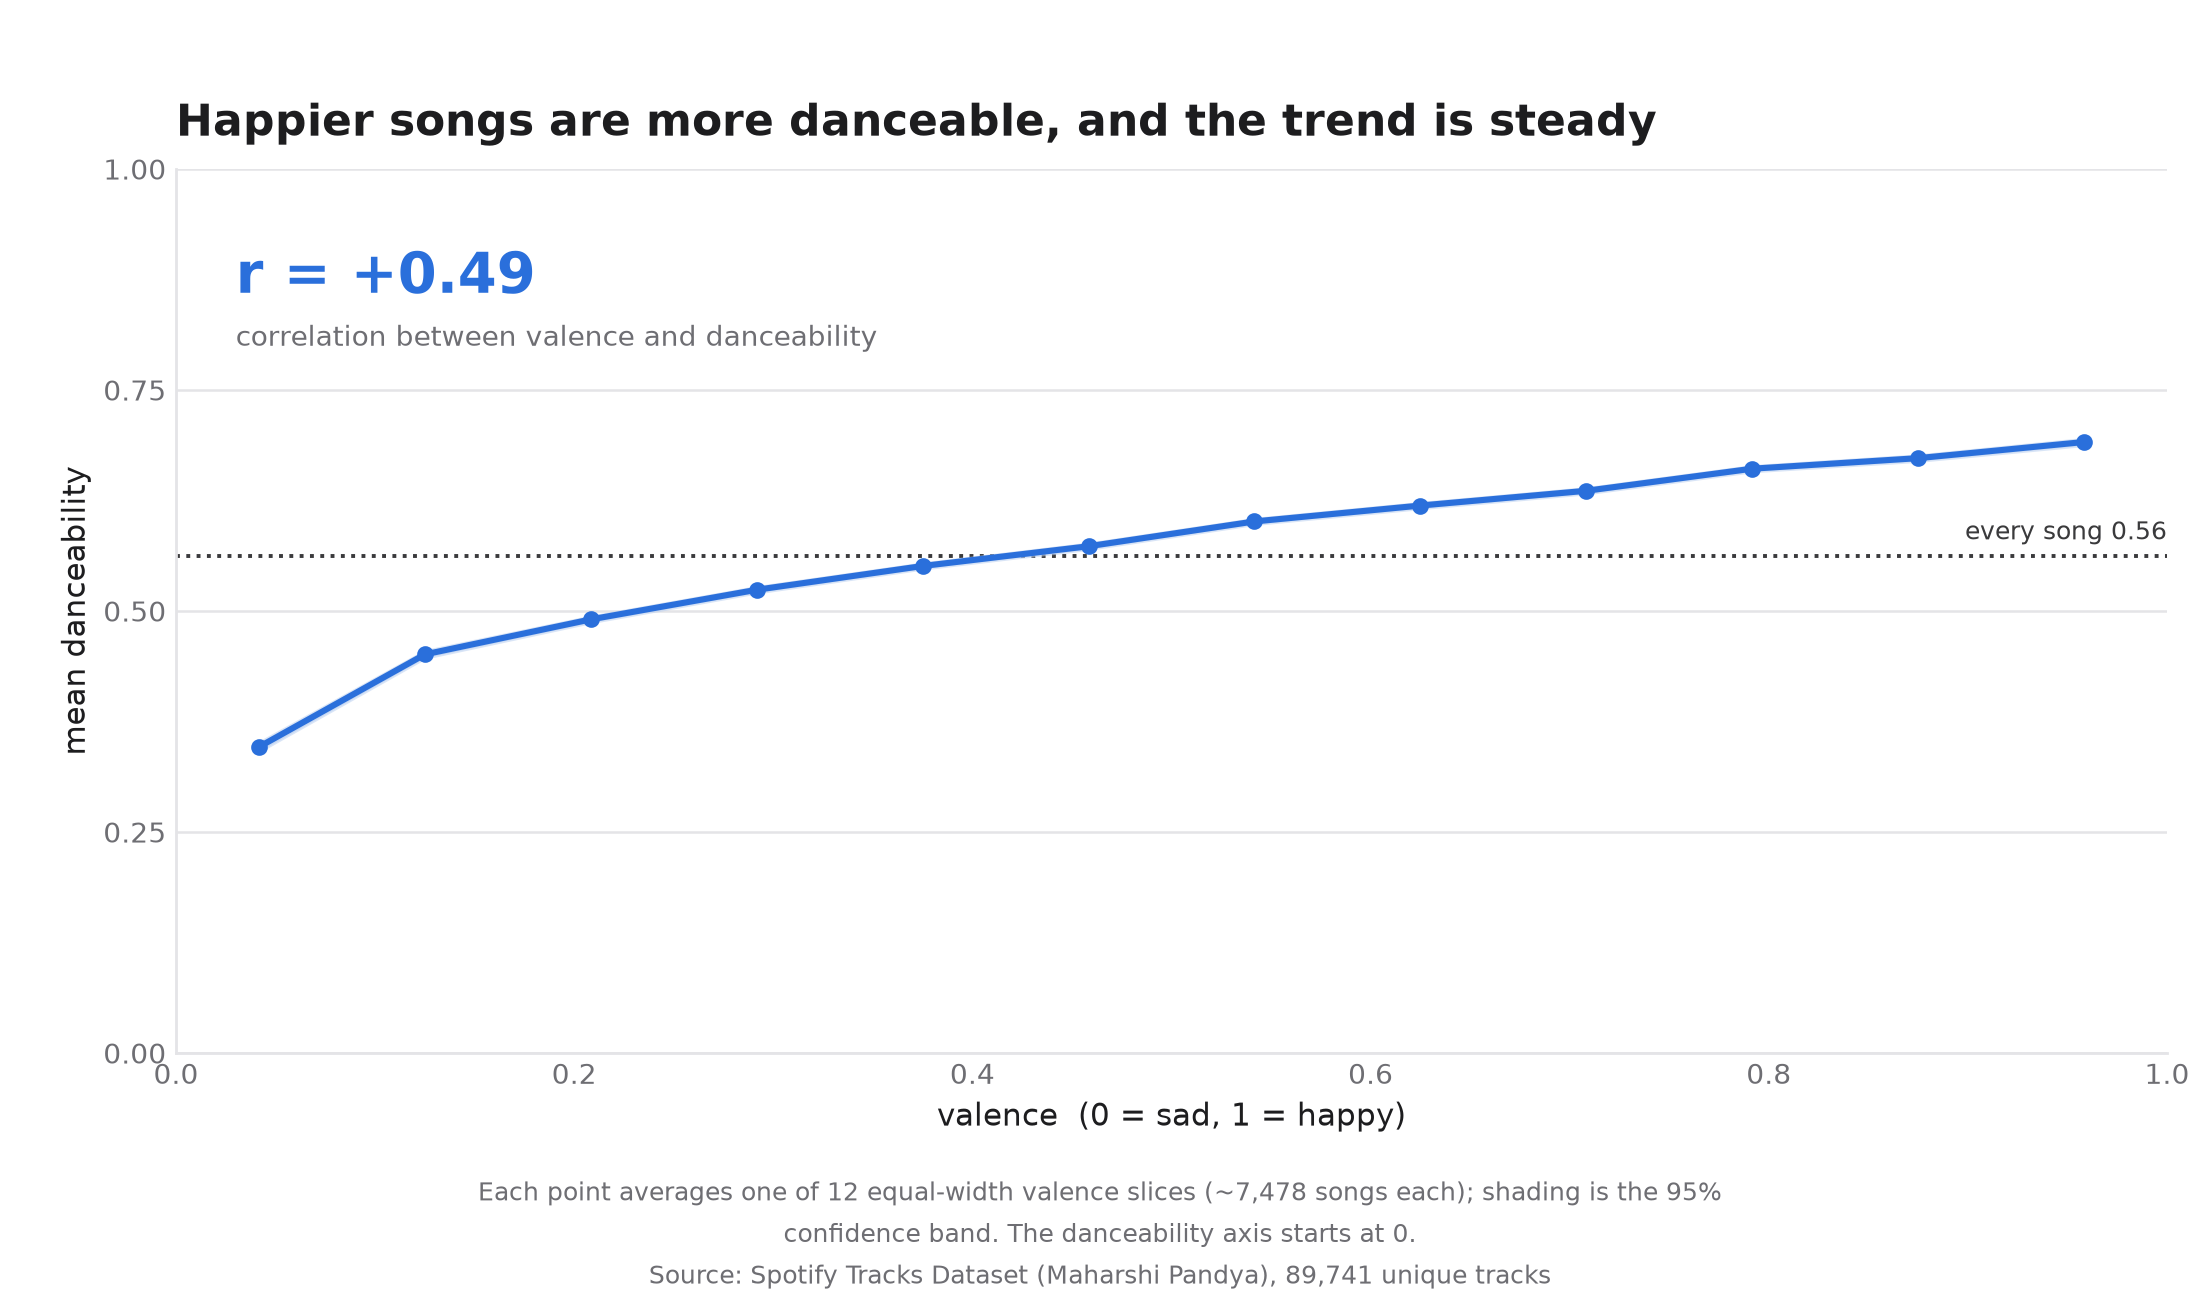 Happier songs are more danceable, and the trend is steady
1.00
r = +0.49
correlation between valence and danceability
0.75
mean danceability
every song 0.56
0.50
0.25
0.00
0.0 0.2 0.4 0.6 0.8 1.0
valence (0 = sad, 1 = happy)
Each point averages one of 12 equal-width valence slices (~7,478 songs each); shading is the 95%
confidence band. The danceability axis starts at 0.
Source: Spotify Tracks Dataset (Maharshi Pandya), 89,741 unique tracks